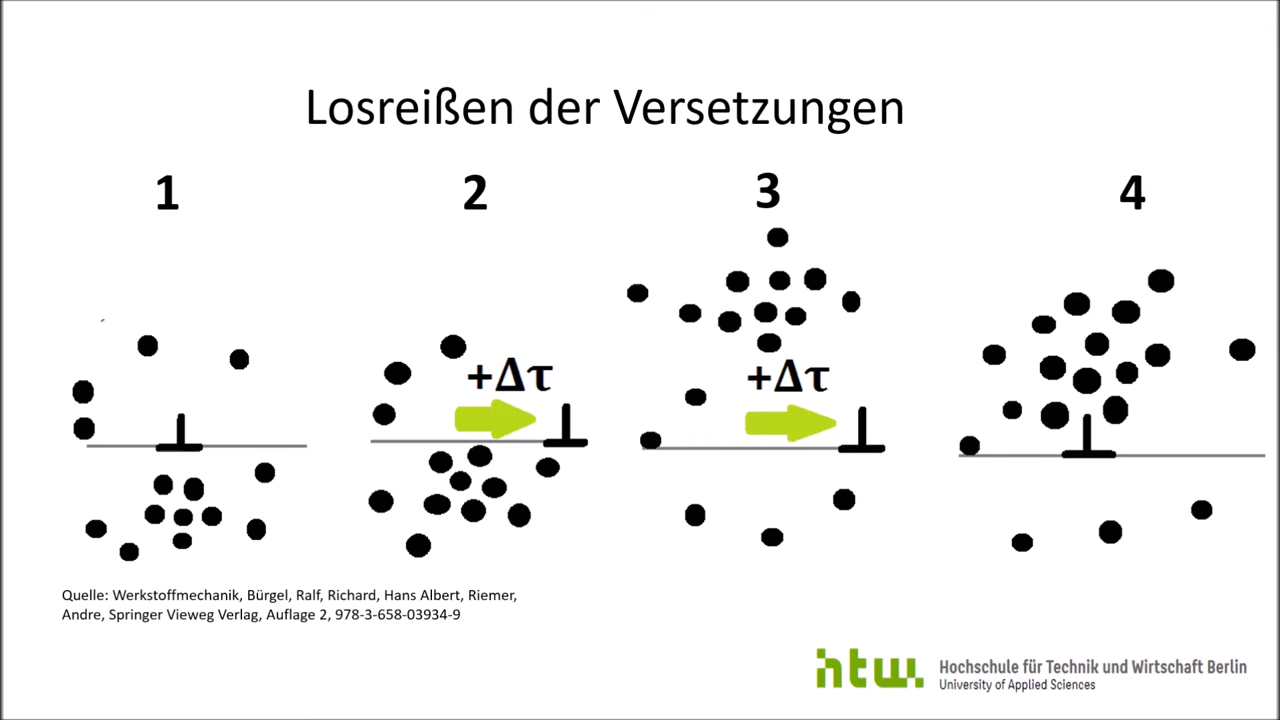 Losreißen der Versetzungen
1 2 3 4
+Δτ +Δτ
Quelle: Werkstoffmechanik, Bürgel, Ralf, Richard, Hans Albert, Riemer,
Andre, Springer Vieweg Verlag, Auflage 2, 978-3-658-03934-9
htw.
Hochschule für Technik und Wirtschaft Berlin
University of Applied Sciences